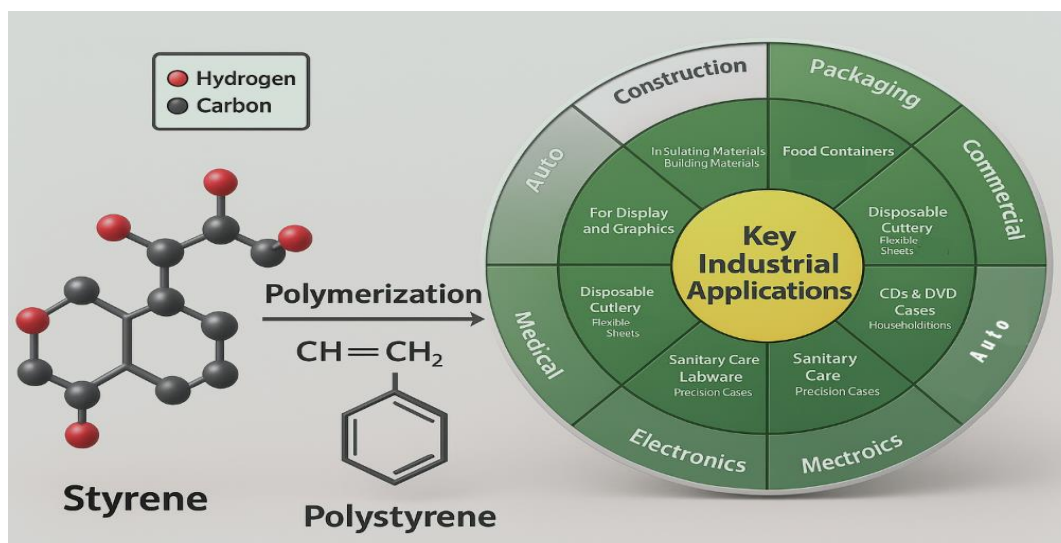 Hydrogen
Carbon
Styrene
Polymerization
CH=CH₂
Polystyrene
Construction
Packaging
Commercial
Auto
Mectroics
Electronics
Medical
Auto
Insulating Materials
Building Materials
Food Containers
Disposable
Cuttery
Flexible
Sheets
CDs & DVD
Cases
Householditions
Sanitary
Care
Precision Cases
Sanitary Care
Labware
Precision Cases
Disposable
Cutlery
Flexible
Sheets
For Display
and Graphics
Key
Industrial
Applications